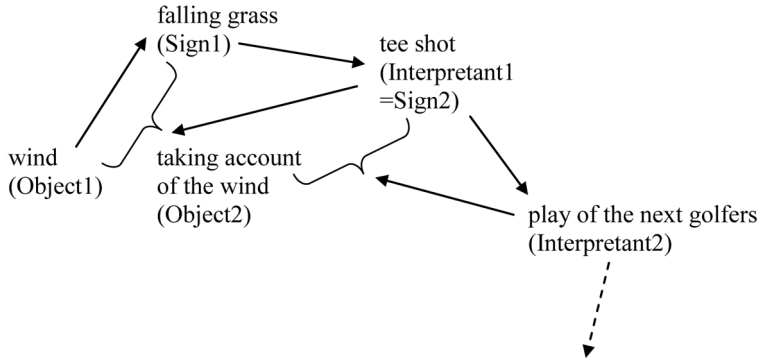 falling grass
(Sign1)
tee shot
(Interpretant1
=Sign2)
wind
(Object1)
taking account
of the wind
(Object2)
play of the next golfers
(Interpretant2)